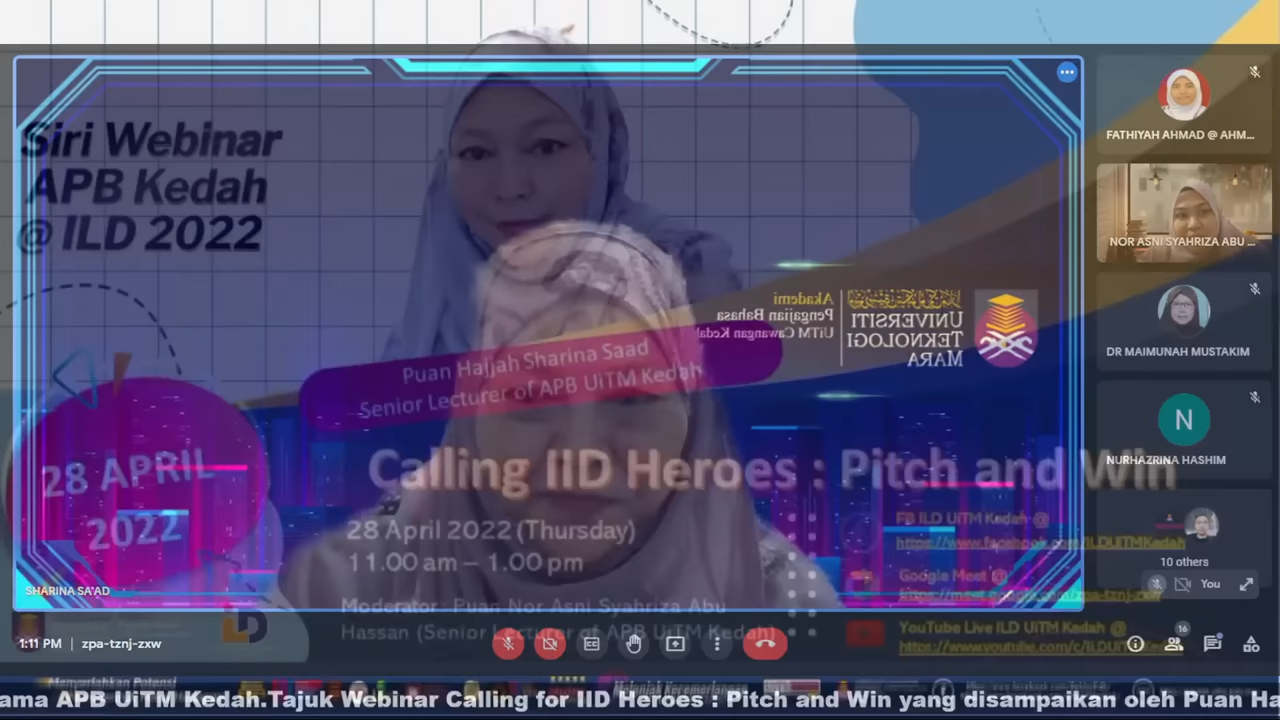 Siri Webinar
APB Kedah
@ ILD 2022
Akademi
Pengajian Bahasa
UiTM Cawangan Kedah
UNIVERSITI
TEKNOLOGI
MARA
Puan Hajjah Sharina Saad
Senior Lecturer of APB UiTM Kedah
28 APRIL
2022
Calling IID Heroes : Pitch and Win
28 April 2022 (Thursday)
11.00 am – 1.00 pm
Moderator Puan Nor Asni Syahriza Abu
Hassan (Senior Lecturer of APB UiTM Kedah)
FB ILD UiTM Kedah @
https://www.facebook.com/ILDUITMKedah
Google Meet @
YouTube Live ILD UiTM Kedah @
SHARINA SA'AD
FATHIYAH AHMAD @ AHM...
NOR ASNI SYAHRIZA ABU ...
DR MAIMUNAH MUSTAKIM
N
NURHAZRINA HASHIM
10 others
You
1:11 PM | zpa-tznj-zxw
16
Menyerlahkan Potensi
ama APB UiTM Kedah.Tajuk Webinar Calling for IID Heroes : Pitch and Win yang disampaikan oleh Puan Ha